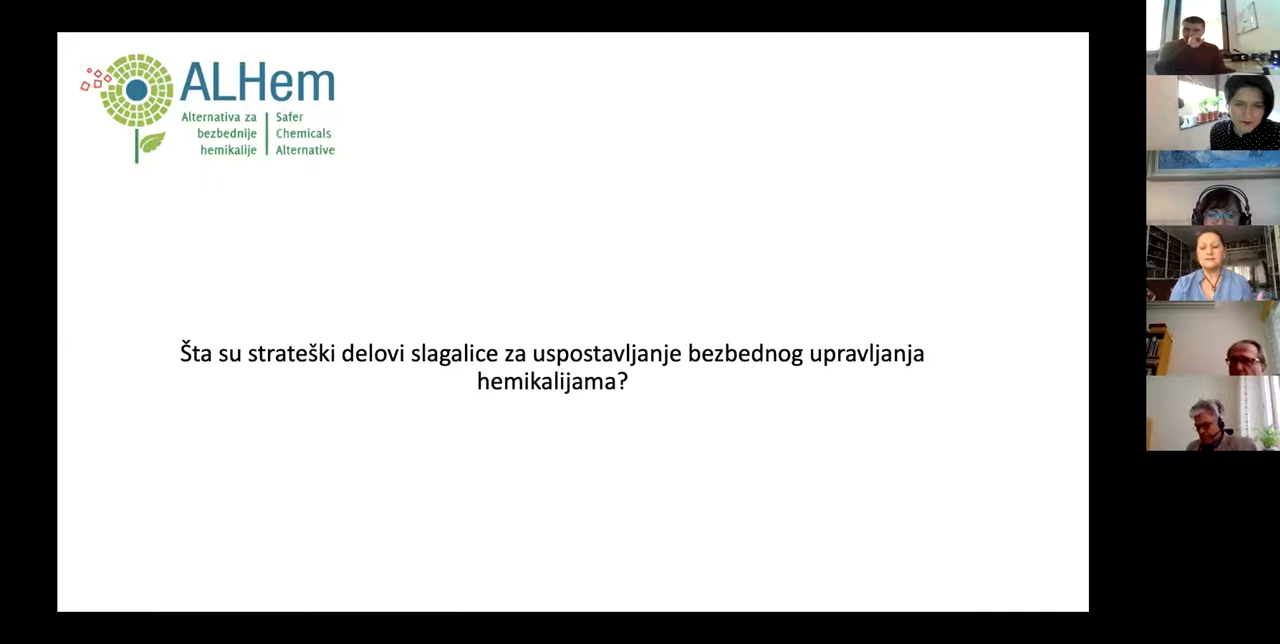 ALHem
Alternativa za
bezbednije
hemikalije
Safer
Chemicals
Alternative
Šta su strateški delovi slagalice za uspostavljanje bezbednog upravljanja
hemikalijama?